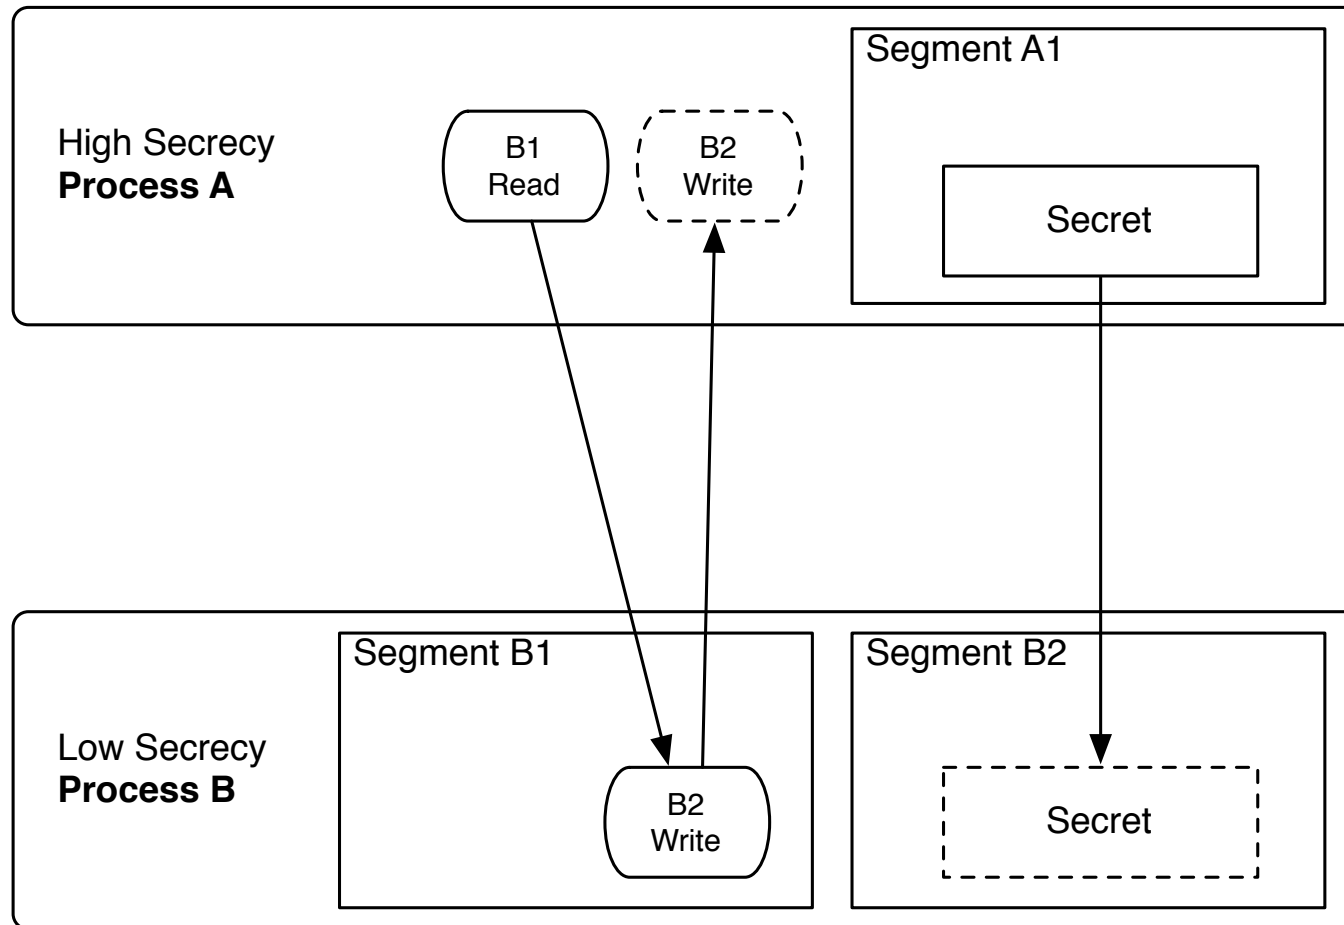 Segment A1
High Secrecy
Process A
B1
Read
B2
Write
Secret
Segment B1
Segment B2
Low Secrecy
Process B
B2
Write
Secret